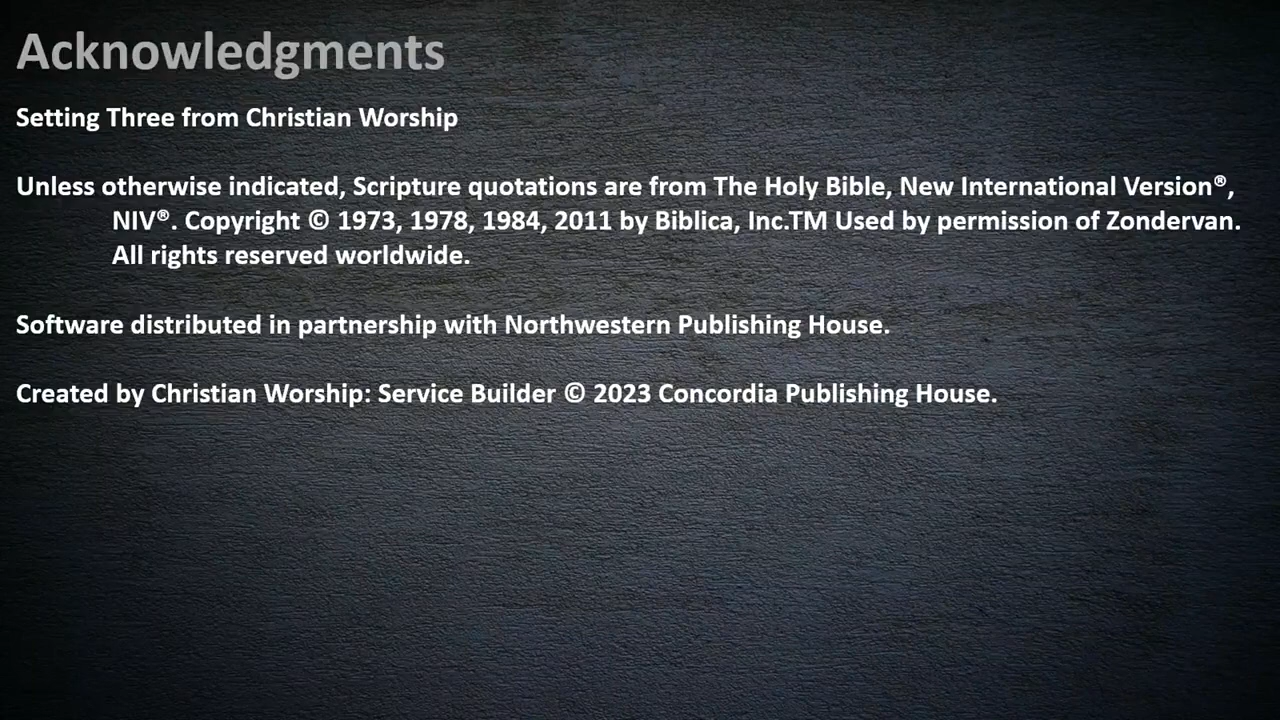 Acknowledgments
Setting Three from Christian Worship
Unless otherwise indicated, Scripture quotations are from The Holy Bible, New International Version®,
NIV®. Copyright © 1973, 1978, 1984, 2011 by Biblica, Inc.TM Used by permission of Zondervan.
All rights reserved worldwide.
Software distributed in partnership with Northwestern Publishing House.
Created by Christian Worship: Service Builder © 2023 Concordia Publishing House.